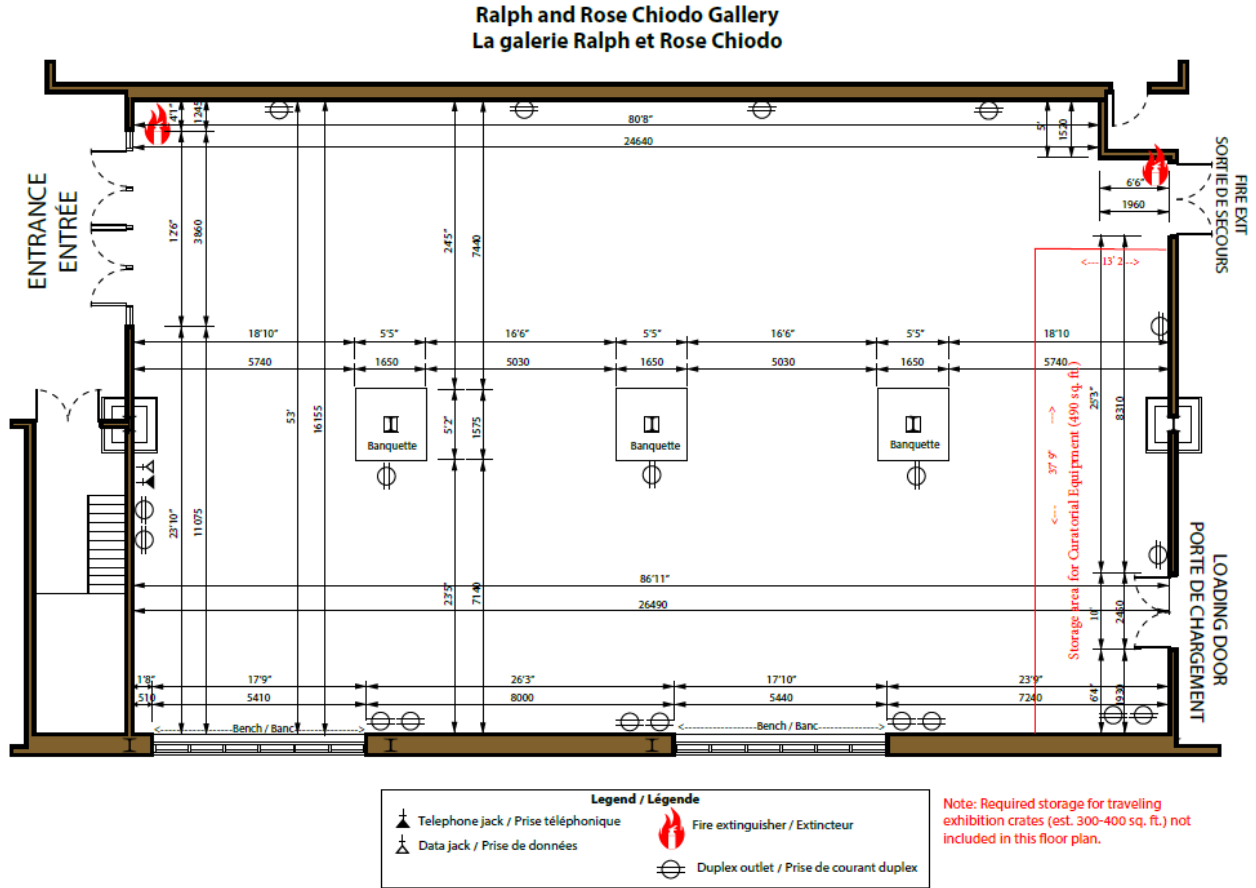 Ralph and Rose Chiodo Gallery
La galerie Ralph et Rose Chiodo
4'1"
1245
80'8"
24640
5'
1520
ENTRANCE
ENTRÉE
FIRE EXIT
SORTIE DE SECOURS
6'6"
1960
12'6"
3860
24'5"
7440
<--- 13' 2--->
18'10"
5'5"
16'6"
5'5"
16'6"
5'5"
18'10
5740
1650
5030
1650
5030
1650
5740
53'
16155
5'2"
1575
Banquette
Banquette
Banquette
25'3"
8310
<--- 37' 9" --->
Storage area for Curatorial Equipment (490 sq. ft.)
23'10"
11075
23'5"
7140
86'11"
26490
10'
2450
LOADING DOOR
PORTE DE CHARGEMENT
1'8"
17'9"
26'3"
17'10"
23'9"
510
5410
8000
5440
7240
6'4"
1930
<-----------------Bench / Banc---------------->
<-----------------Bench / Banc---------------->
Legend / Légende
Telephone jack / Prise téléphonique
Data jack / Prise de données
Fire extinguisher / Extincteur
Duplex outlet / Prise de courant duplex
Note: Required storage for traveling
exhibition crates (est. 300-400 sq. ft.) not
included in this floor plan.